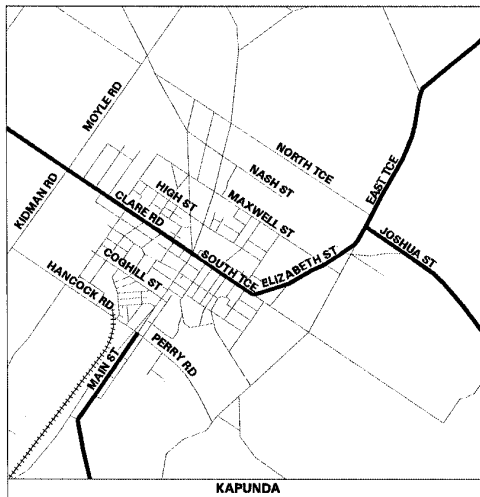 MOYLE RD
NORTH TCE
NASH ST
EAST TCE
KIDMAN RD
HIGH ST
MAXWELL ST
CLARE RD
JOSHUA ST
SOUTH TCE
ELIZABETH ST
COGHILL ST
HANCOCK RD
PERRY RD
MAIN ST
KAPUNDA